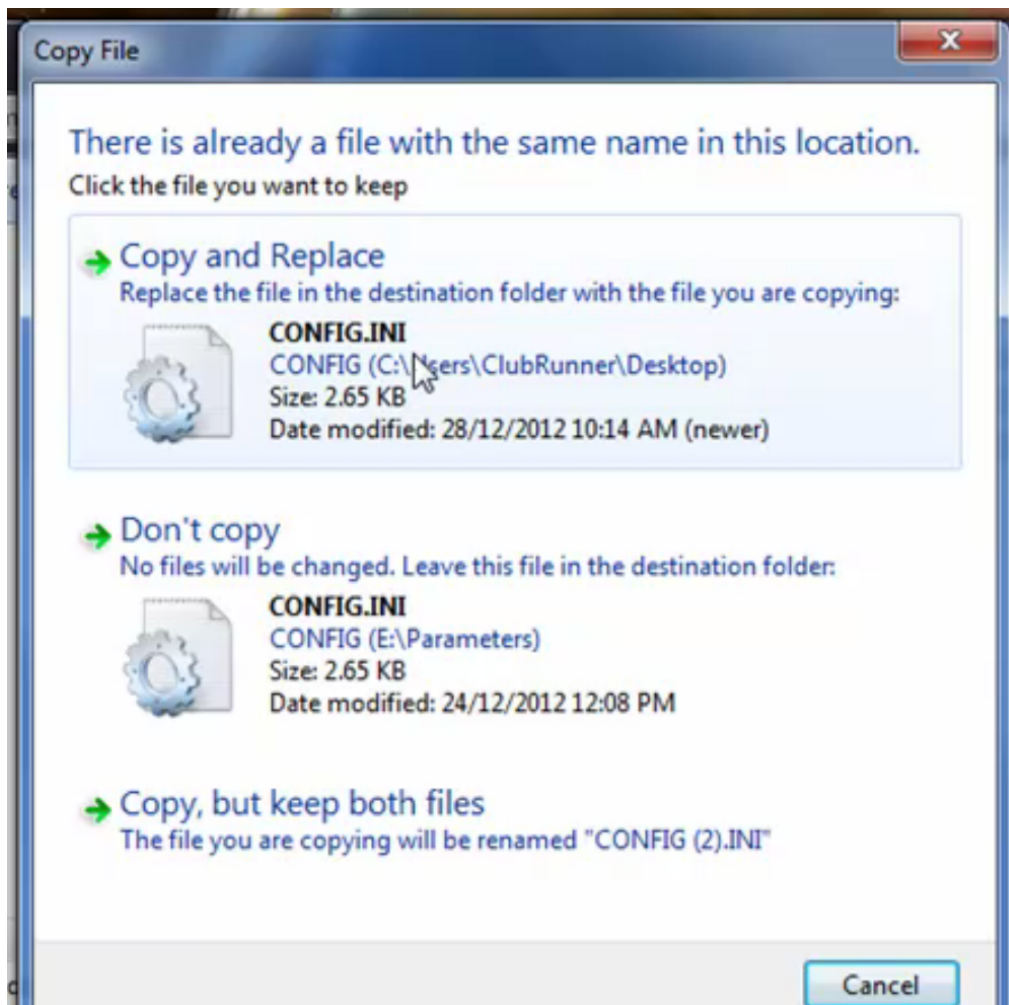 Copy File
There is already a file with the same name in this location.
Click the file you want to keep
Copy and Replace
Replace the file in the destination folder with the file you are copying:
CONFIG.INI
CONFIG (C:\Users\ClubRunner\Desktop)
Size: 2.65 KB
Date modified: 28/12/2012 10:14 AM (newer)
Don't copy
No files will be changed. Leave this file in the destination folder:
CONFIG.INI
CONFIG (E:\Parameters)
Size: 2.65 KB
Date modified: 24/12/2012 12:08 PM
Copy, but keep both files
The file you are copying will be renamed "CONFIG (2).INI"
Cancel